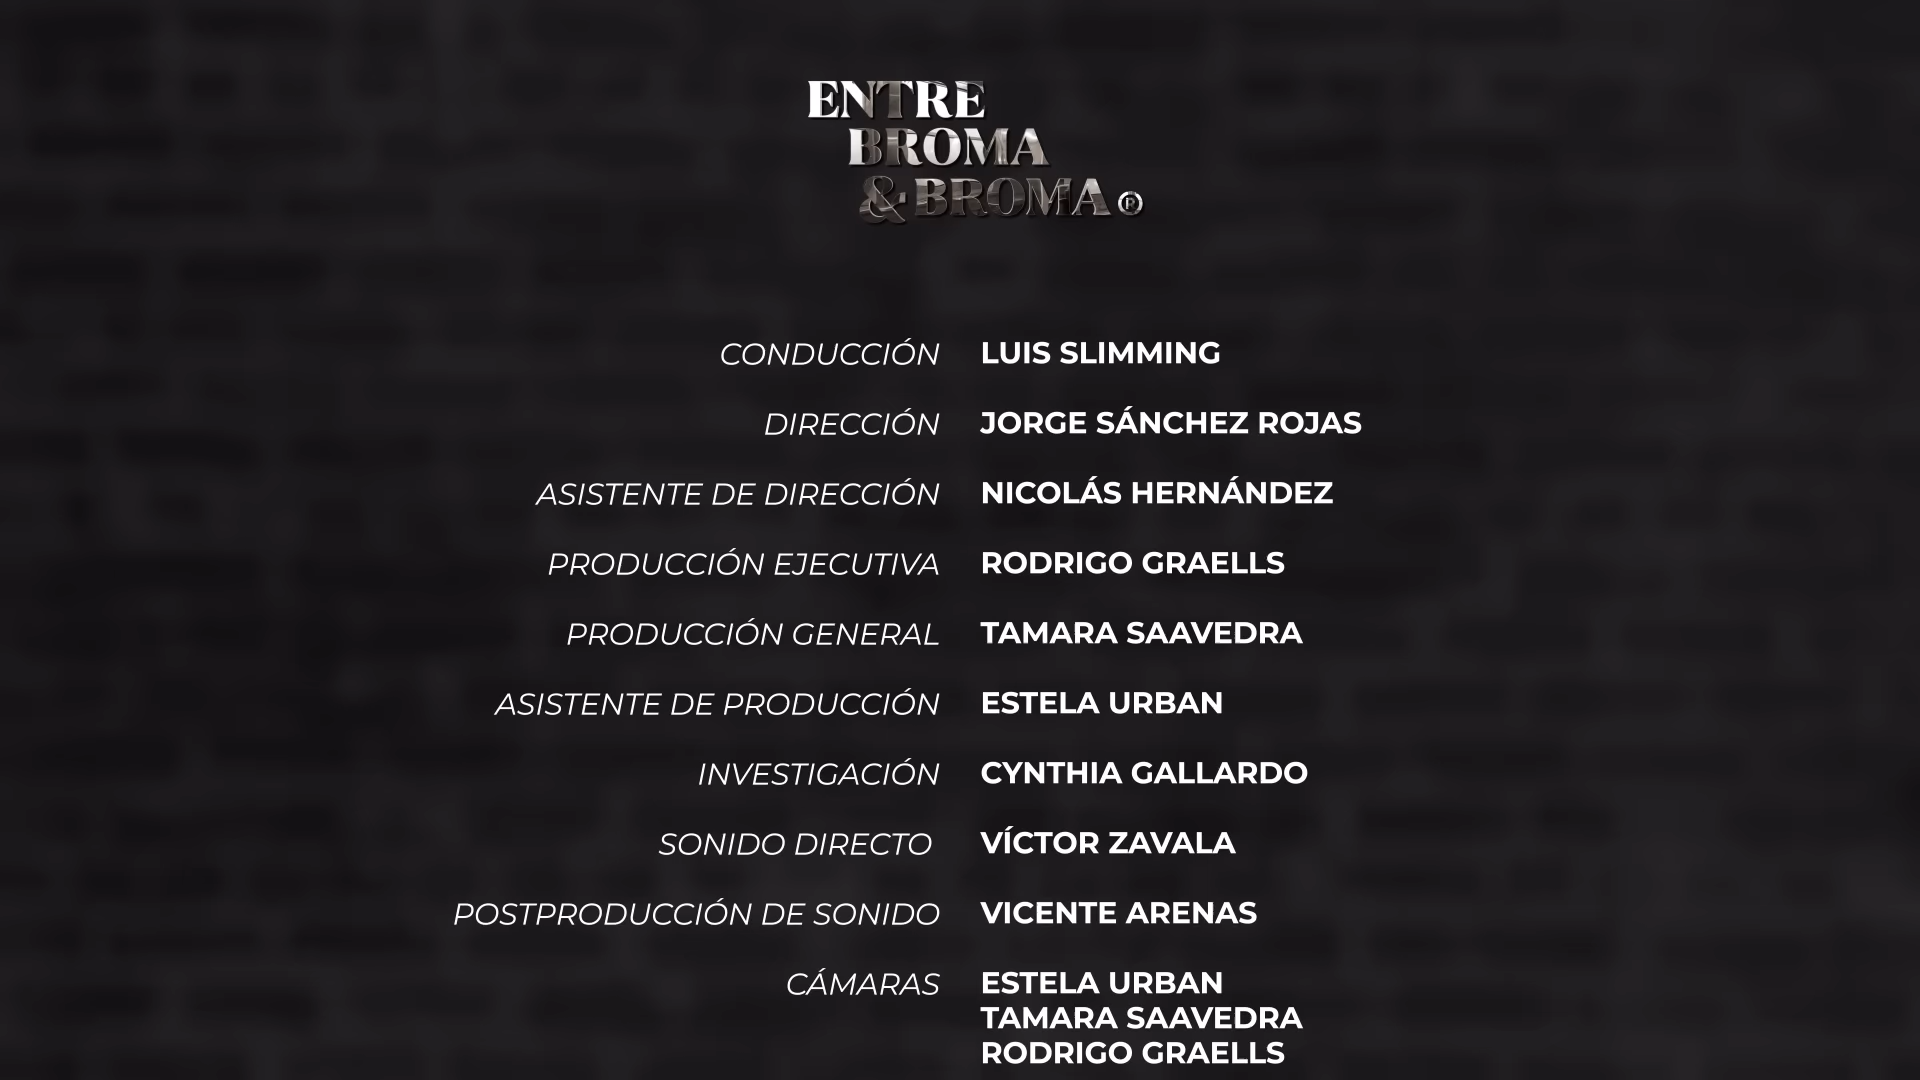 ENTRE
BROMA
& BROMA ®
CONDUCCIÓN LUIS SLIMMING
DIRECCIÓN JORGE SÁNCHEZ ROJAS
ASISTENTE DE DIRECCIÓN NICOLÁS HERNÁNDEZ
PRODUCCIÓN EJECUTIVA RODRIGO GRAELLS
PRODUCCIÓN GENERAL TAMARA SAAVEDRA
ASISTENTE DE PRODUCCIÓN ESTELA URBAN
INVESTIGACIÓN CYNTHIA GALLARDO
SONIDO DIRECTO VÍCTOR ZAVALA
POSTPRODUCCIÓN DE SONIDO VICENTE ARENAS
CÁMARAS ESTELA URBAN
TAMARA SAAVEDRA
RODRIGO GRAELLS